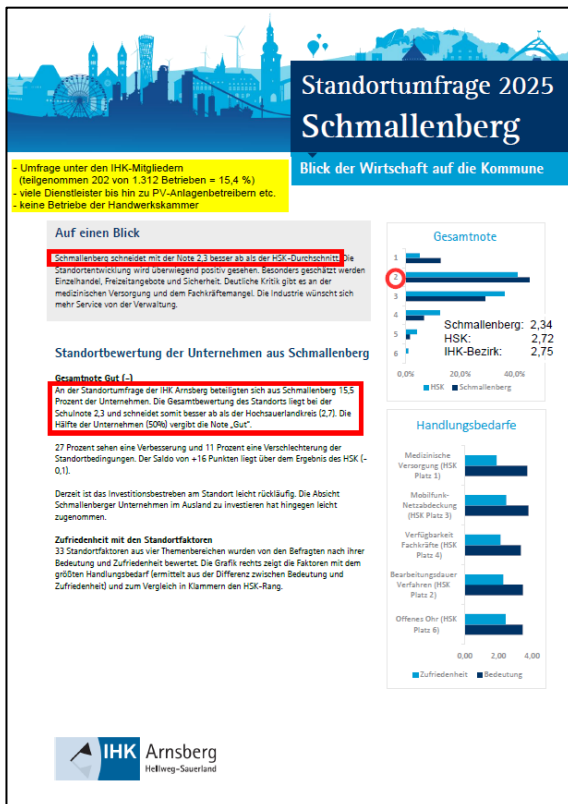 Standortumfrage 2025
Schmallenberg
Blick der Wirtschaft auf die Kommune
- Umfrage unter den IHK-Mitgliedern
(teilgenommen 202 von 1.312 Betrieben = 15,4 %)
- viele Dienstleister bis hin zu PV-Anlagenbetreibern etc.
- keine Betriebe der Handwerkskammer
Auf einen Blick
Schmallenberg schneidet mit der Note 2,3 besser ab als der HSK-Durchschnitt. Die
Standortentwicklung wird überwiegend positiv gesehen. Besonders geschätzt werden
Einzelhandel, Freizeitangebote und Sicherheit. Deutliche Kritik gibt es an der
medizinischen Versorgung und dem Fachkräftemangel. Die Industrie wünscht sich
mehr Service von der Verwaltung.
Standortbewertung der Unternehmen aus Schmallenberg
Gesamtnote Gut (-)
An der Standortumfrage der IHK Arnsberg beteiligten sich aus Schmallenberg 15,5
Prozent der Unternehmen. Die Gesamtbewertung des Standorts liegt bei der
Schulnote 2,3 und schneidet somit besser ab als der Hochsauerlandkreis (2,7). Die
Hälfte der Unternehmen (50%) vergibt die Note „Gut“.
27 Prozent sehen eine Verbesserung und 11 Prozent eine Verschlechterung der
Standortbedingungen. Der Saldo von +16 Punkten liegt über dem Ergebnis des HSK (-
0,1).
Derzeit ist das Investitionsbestreben am Standort leicht rückläufig. Die Absicht
Schmallenberger Unternehmen im Ausland zu investieren hat hingegen leicht
zugenommen.
Zufriedenheit mit den Standortfaktoren
33 Standortfaktoren aus vier Themenbereichen wurden von den Befragten nach ihrer
Bedeutung und Zufriedenheit bewertet. Die Grafik rechts zeigt die Faktoren mit dem
größten Handlungsbedarf (ermittelt aus der Differenz zwischen Bedeutung und
Zufriedenheit) und zum Vergleich in Klammern den HSK-Rang.
Gesamtnote
1
2
3
4
5
6
Schmallenberg: 2,34
HSK: 2,72
IHK-Bezirk: 2,75
0,0% 20,0% 40,0%
HSK Schmallenberg
Handlungsbedarfe
Medizinische
Versorgung (HSK
Platz 1)
Mobilfunk-
Netzabdeckung
(HSK Platz 3)
Verfügbarkeit
Fachkräfte (HSK
Platz 4)
Bearbeitungsdauer
Verfahren (HSK
Platz 2)
Offenes Ohr (HSK
Platz 6)
0,00 2,00 4,00
Zufriedenheit Bedeutung
IHK Arnsberg
Hellweg-Sauerland